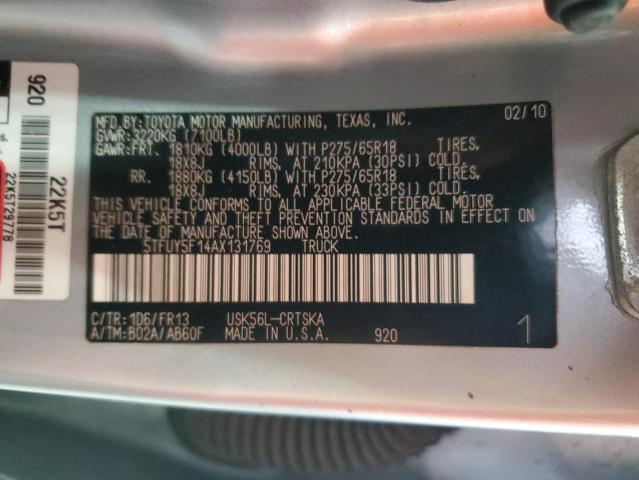 MFD. BY: TOYOTA MOTOR MANUFACTURING, TEXAS, INC. 02/10
GVWR: 3220KG (7100LB)
GAWR: FRT. 1810KG (4000LB) WITH P275/65R18 TIRES,
18X8J RIMS, AT 210KPA (30PSI) COLD.
RR. 1880KG (4150LB) WITH P275/65R18 TIRES,
18X8J RIMS, AT 230KPA (33PSI) COLD.
THIS VEHICLE CONFORMS TO ALL APPLICABLE FEDERAL MOTOR
VEHICLE SAFETY AND THEFT PREVENTION STANDARDS IN EFFECT ON
THE DATE OF MANUFACTURE SHOWN ABOVE.
5TFUY5F14AX131769 TRUCK
C/TR: 1D6/FR13 USK56L-CRTSKA
A/TM: B02A/AB60F MADE IN U.S.A. 920 1
920
22K5T